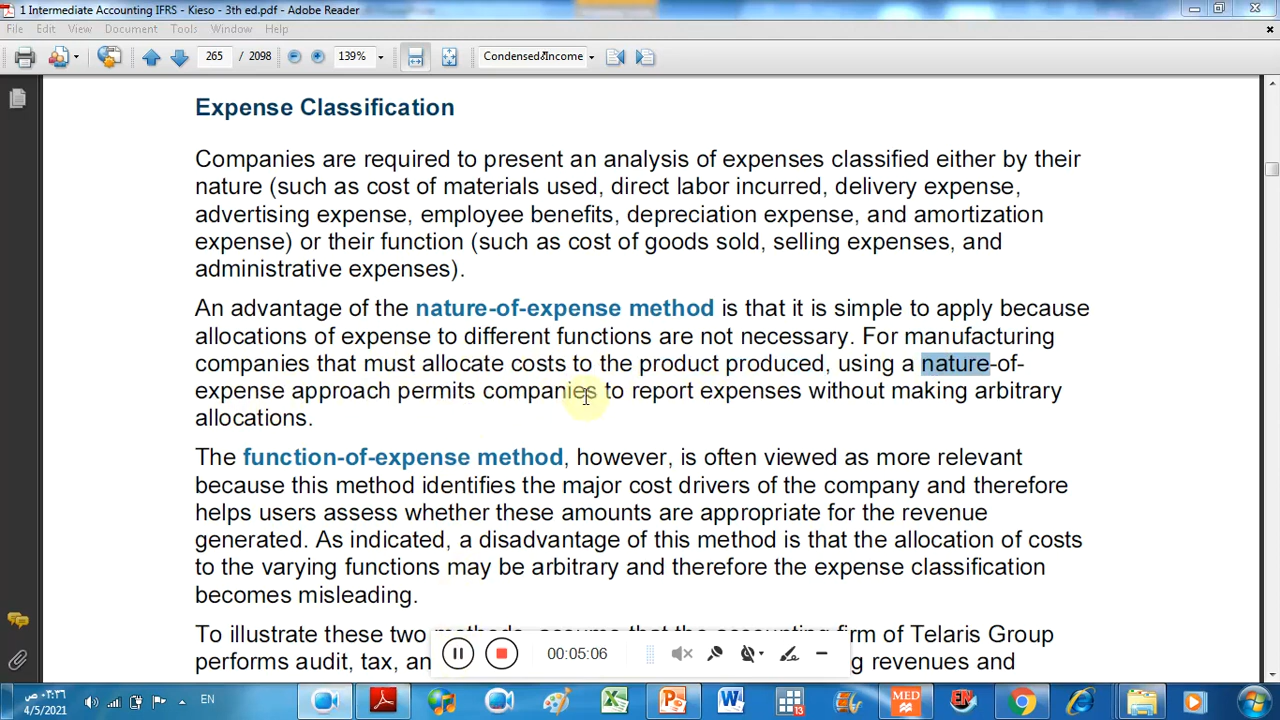 1 Intermediate Accounting IFRS - Kieso - 3th ed.pdf - Adobe Reader
File Edit View Document Tools Window Help
265 / 2098 139% Condensed Income
Expense Classification
Companies are required to present an analysis of expenses classified either by their
nature (such as cost of materials used, direct labor incurred, delivery expense,
advertising expense, employee benefits, depreciation expense, and amortization
expense) or their function (such as cost of goods sold, selling expenses, and
administrative expenses).
An advantage of the nature-of-expense method is that it is simple to apply because
allocations of expense to different functions are not necessary. For manufacturing
companies that must allocate costs to the product produced, using a nature-of-
expense approach permits companies to report expenses without making arbitrary
allocations.
The function-of-expense method, however, is often viewed as more relevant
because this method identifies the major cost drivers of the company and therefore
helps users assess whether these amounts are appropriate for the revenue
generated. As indicated, a disadvantage of this method is that the allocation of costs
to the varying functions may be arbitrary and therefore the expense classification
becomes misleading.
To illustrate these two methods, assume that the accounting firm of Telaris Group
performs audit, tax, an
00:05:06
revenues and
EN
MED
EN
13
٠٢:٣٦ ص
4/5/2021